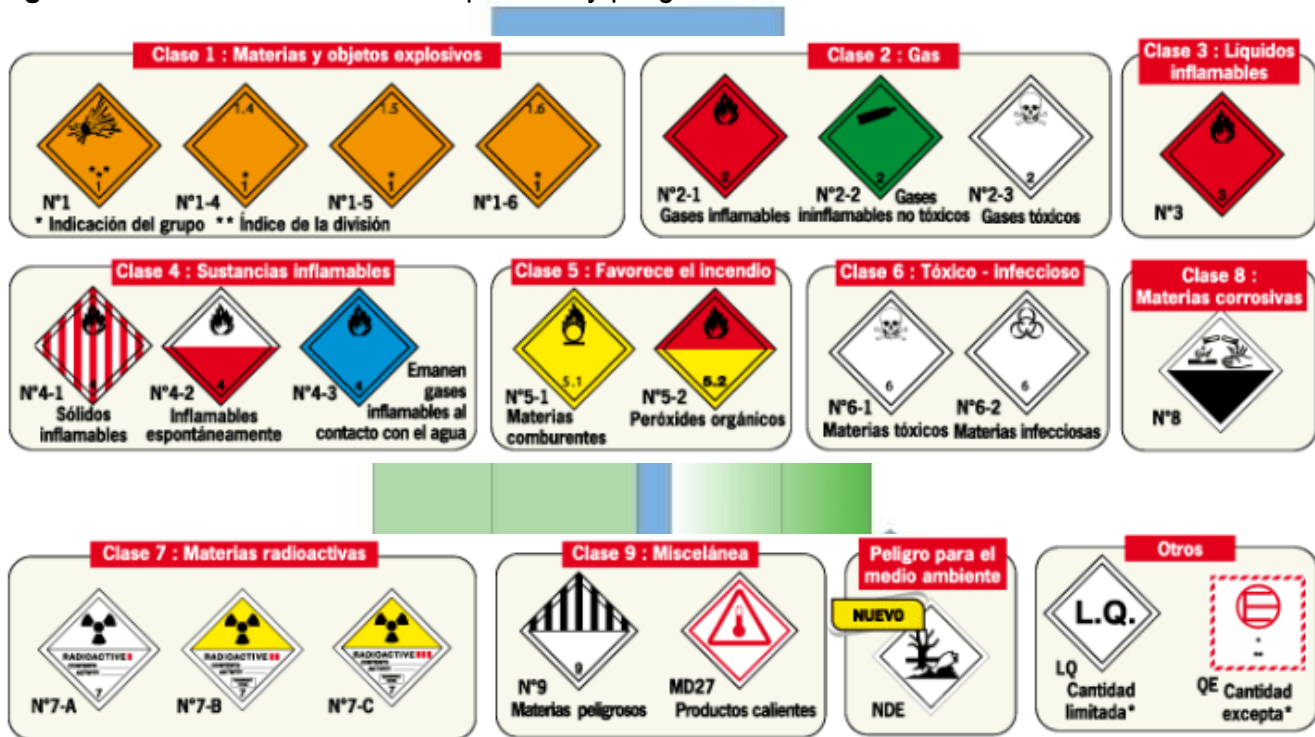 Clase 1 : Materias y objetos explosivos
1
N°1
1.4
*
1
N°1-4
1.5
*
1
N°1-5
1.6
*
1
N°1-6
* Indicación del grupo ** Índice de la división
Clase 2 : Gas
2
N°2-1
Gases inflamables
2
N°2-2 Gases
ininflamables no tóxicos
2
N°2-3
Gases tóxicos
Clase 3 : Líquidos
inflamables
3
N°3
Clase 4 : Sustancias inflamables
4
N°4-1
Sólidos
inflamables
4
N°4-2
Inflamables
espontáneamente
4
N°4-3
Emanen
gases
inflamables al
contacto con el agua
Clase 5 : Favorece el incendio
5.1
N°5-1
Materias
comburentes
5.2
N°5-2
Peróxides orgánicos
Clase 6 : Tóxico - infeccioso
6
N°6-1
Materias tóxicos
6
N°6-2
Materias infecciosas
Clase 8 :
Materias corrosivas
N°8
Clase 7 : Materias radioactivas
RADIOACTIVE I
7
N°7-A
RADIOACTIVE II
7
N°7-B
RADIOACTIVE III
7
N°7-C
Clase 9 : Miscelánea
9
N°9
Materias peligrosos
MD27
Productos calientes
Peligro para el
medio ambiente
NUEVO
NDE
Otros
L.Q.
LQ
Cantidad
limitada*
*
**
QE Cantidad
excepta*